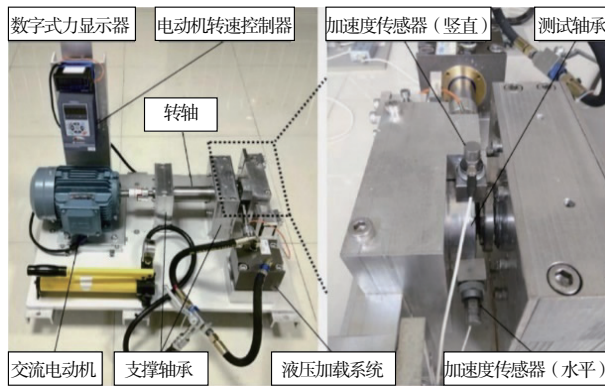 数字式力显示器
电动机转速控制器
加速度传感器（竖直）
测试轴承
转轴
交流电动机
支撑轴承
液压加载系统
加速度传感器（水平）